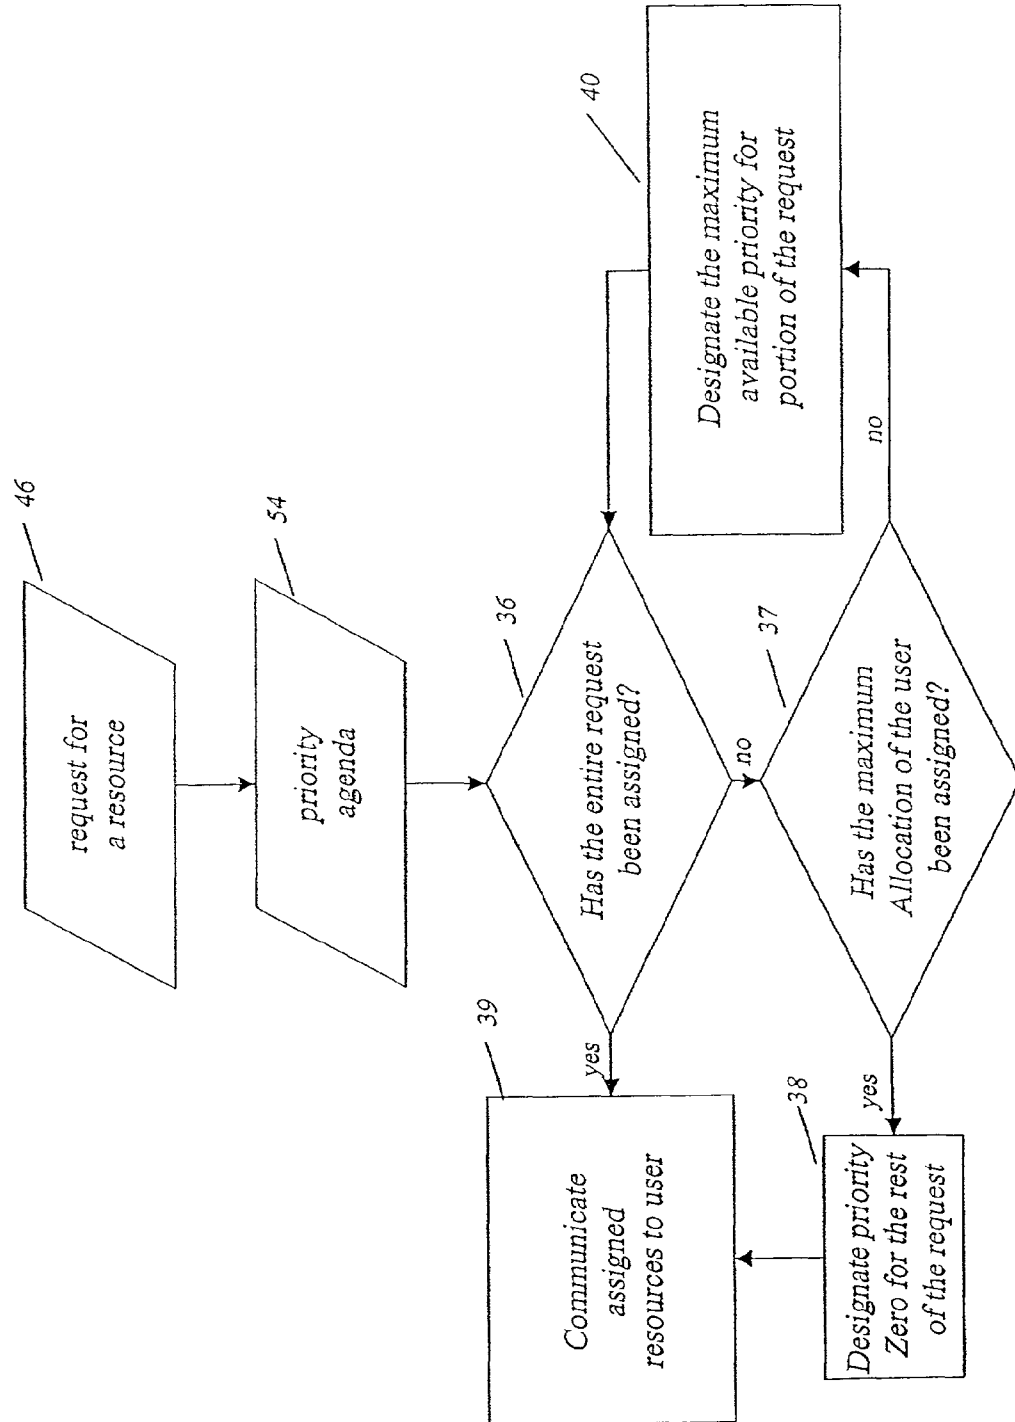 46
request for
a resource
54
priority
agenda
36
Has the entire request
been assigned?
yes
no
39
Communicate
assigned
resources to user
37
Has the maximum
Allocation of the user
been assigned?
yes
no
38
Designate priority
Zero for the rest
of the request
40
Designate the maximum
available priority for
portion of the request